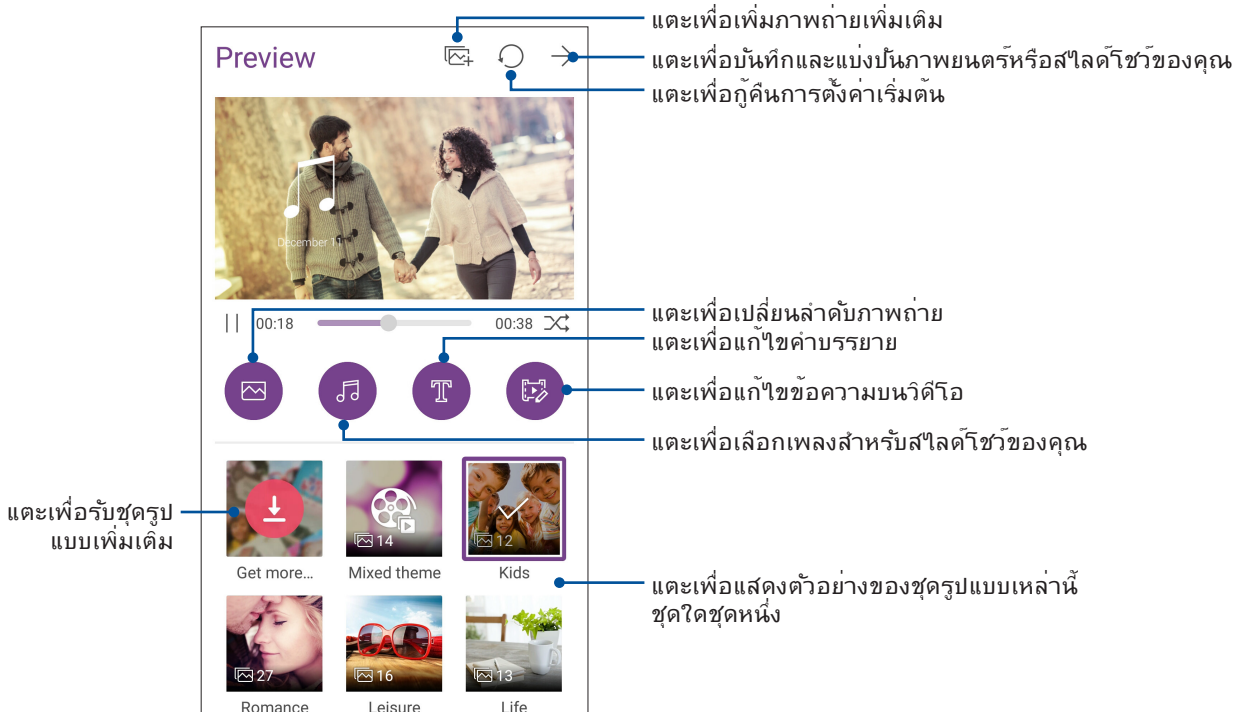 แตะเพื่อเพิ่มภาพถ่ายเพิ่มเติม
Preview
แตะเพื่อบันทึกและแบ่งปันภาพยนตร์หรือสไลด์โชว์ของคุณ
แตะเพื่อกู้คืนการตั้งค่าเริ่มต้น
December 11
แตะเพื่อเปลี่ยนลำดับภาพถ่าย
00:18
00:38
แตะเพื่อแก้ไขคำบรรยาย
แตะเพื่อแก้ไขข้อความบนวิดีโอ
แตะเพื่อเลือกเพลงสำหรับสไลด์โชว์ของคุณ
แตะเพื่อรับชุดรูป
แบบเพิ่มเติม
14
12
Get more...
Mixed theme
Kids
แตะเพื่อแสดงตัวอย่างของชุดรูปแบบเหล่านี้
ชุดใดชุดหนึ่ง
27
16
13
Romance
Leisure
Life